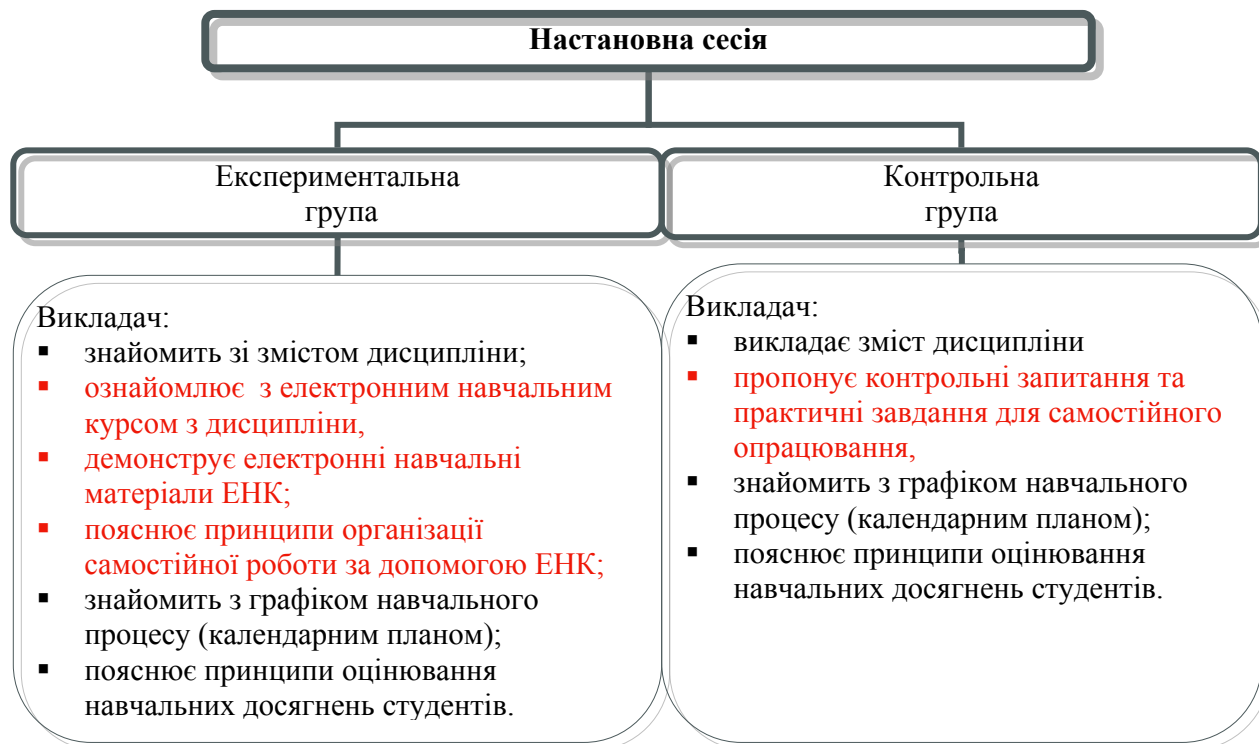 Настановна сесія
Експериментальна
група
Контрольна
група
Викладач:
▪ знайомить зі змістом дисципліни;
▪ ознайомлює з електронним навчальним
курсом з дисципліни,
▪ демонструє електронні навчальні
матеріали ЕНК;
▪ пояснює принципи організації
самостійної роботи за допомогою ЕНК;
▪ знайомить з графіком навчального
процесу (календарним планом);
▪ пояснює принципи оцінювання
навчальних досягнень студентів.
Викладач:
▪ викладає зміст дисципліни
▪ пропонує контрольні запитання та
практичні завдання для самостійного
опрацювання,
▪ знайомить з графіком навчального
процесу (календарним планом);
▪ пояснює принципи оцінювання
навчальних досягнень студентів.